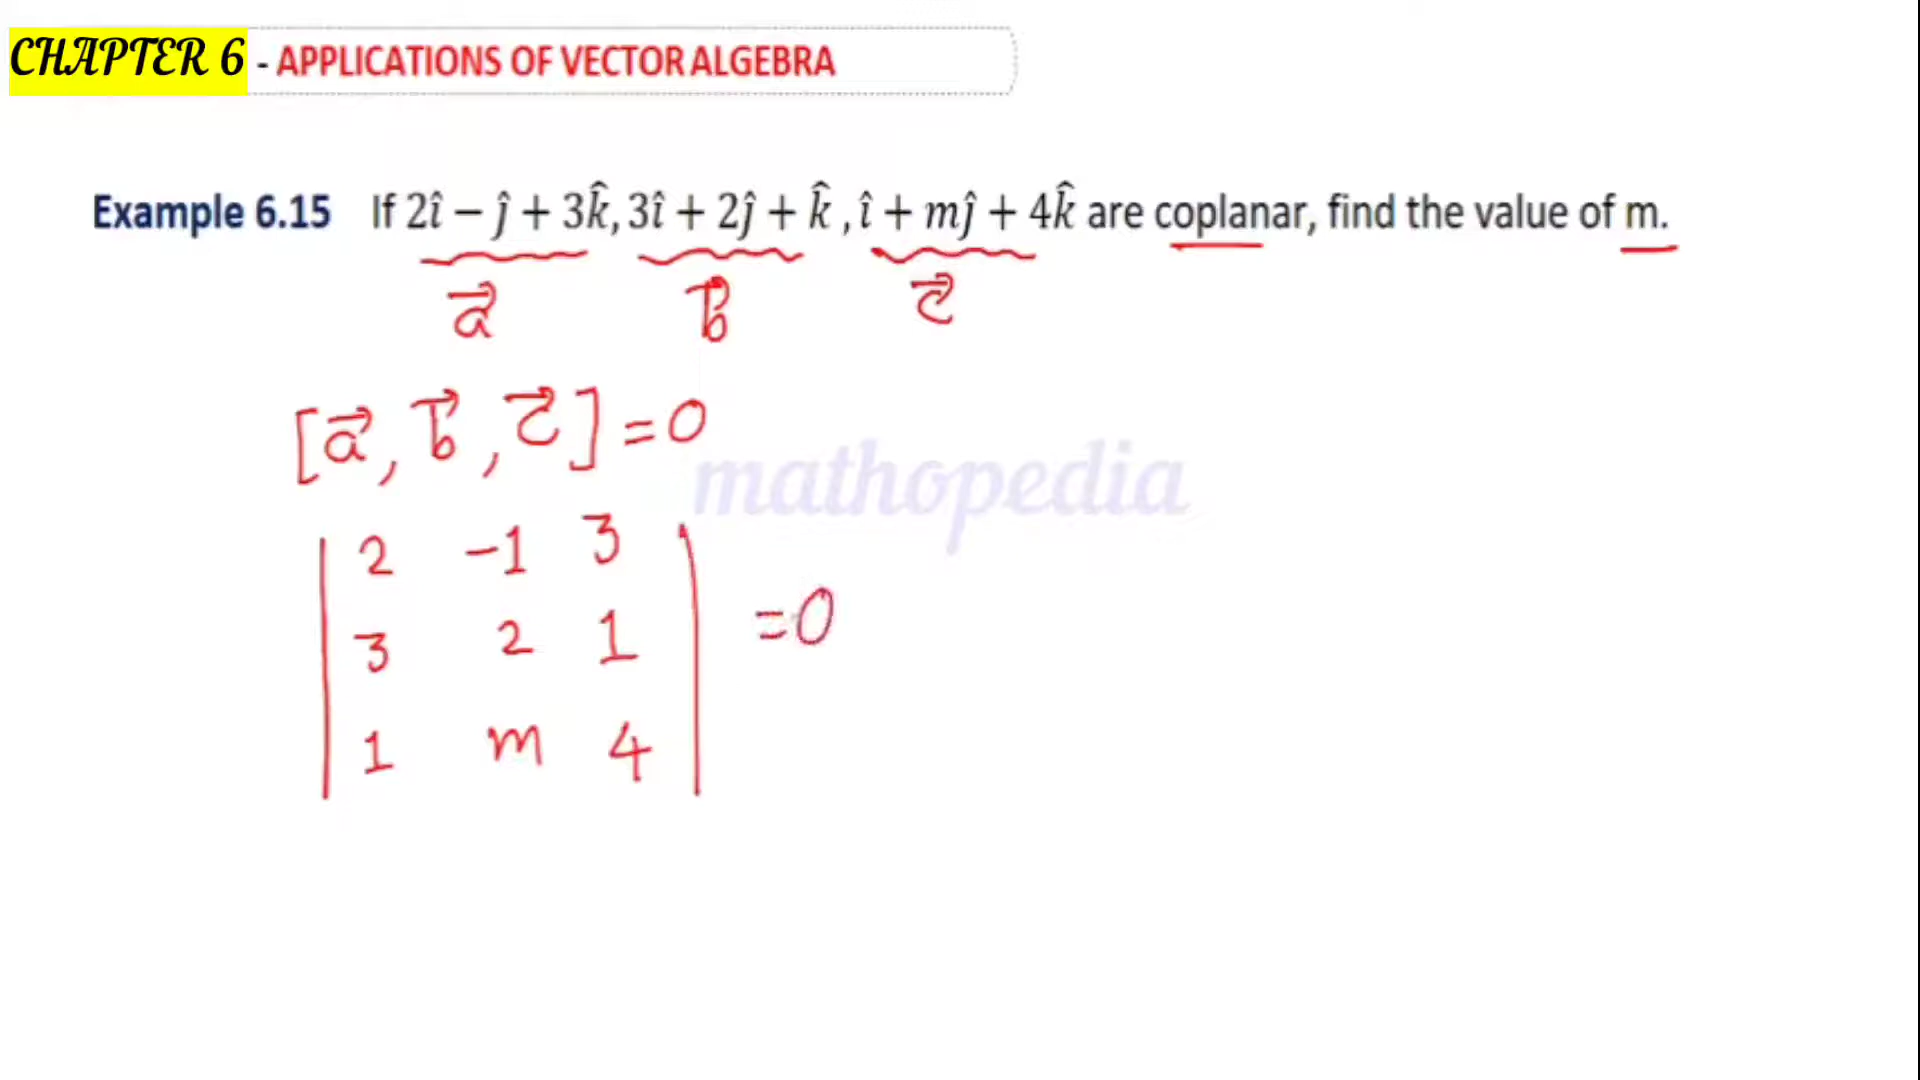 CHAPTER 6 - APPLICATIONS OF VECTOR ALGEBRA
Example 6.15 If 2î − ĵ + 3k̂, 3î + 2ĵ + k̂ , î + mĵ + 4k̂ are coplanar, find the value of m.
a⃗ b⃗ c⃗
[a⃗, b⃗, c⃗] = 0
mathopedia
2 -1 3
3 2 1 = 0
1 m 4